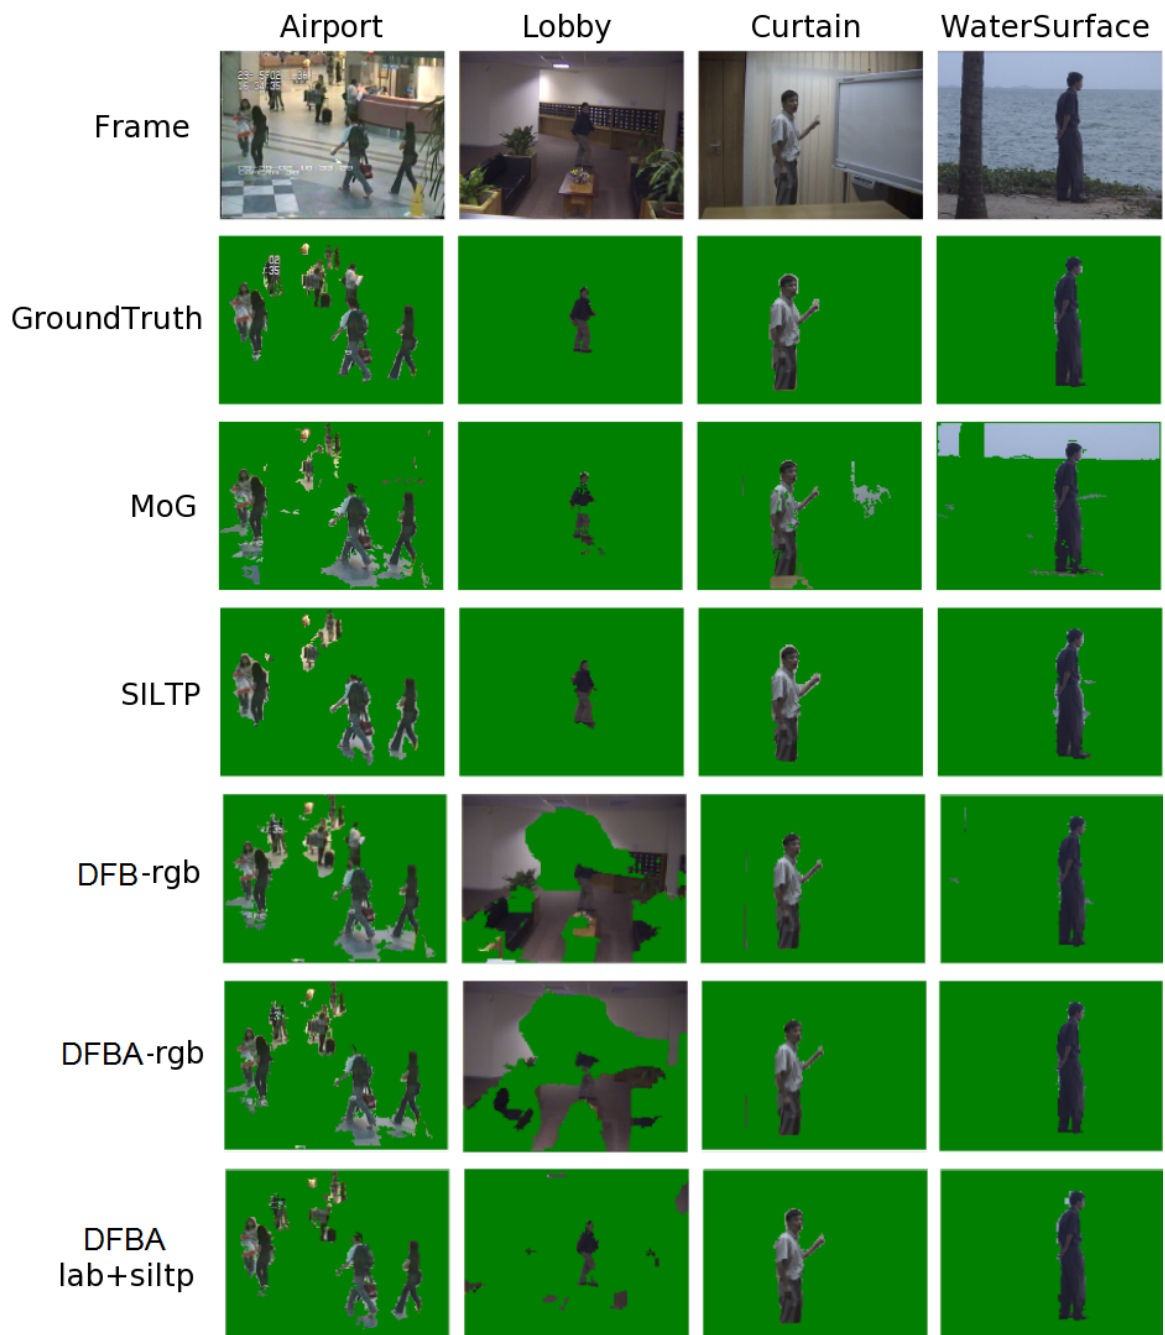 Airport Lobby Curtain WaterSurface
Frame
GroundTruth
MoG
SILTP
DFB-rgb
DFBA-rgb
DFBA
lab+siltp